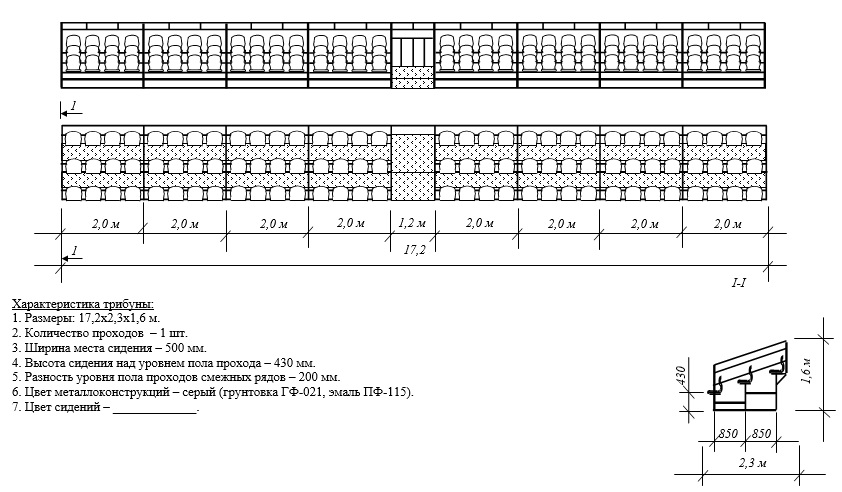 1
2,0 м 2,0 м 2,0 м 2,0 м 1,2 м 2,0 м 2,0 м 2,0 м 2,0 м
17,2
1
I-I
Характеристика трибуны:
1. Размеры: 17,2х2,3х1,6 м.
2. Количество проходов – 1 шт.
3. Ширина места сидения – 500 мм.
4. Высота сидения над уровнем пола прохода – 430 мм.
5. Разность уровня пола проходов смежных рядов – 200 мм.
6. Цвет металлоконструкций – серый (грунтовка ГФ-021, эмаль ПФ-115).
7. Цвет сидений – _____________.
430
1,6 м
850 850
2,3 м